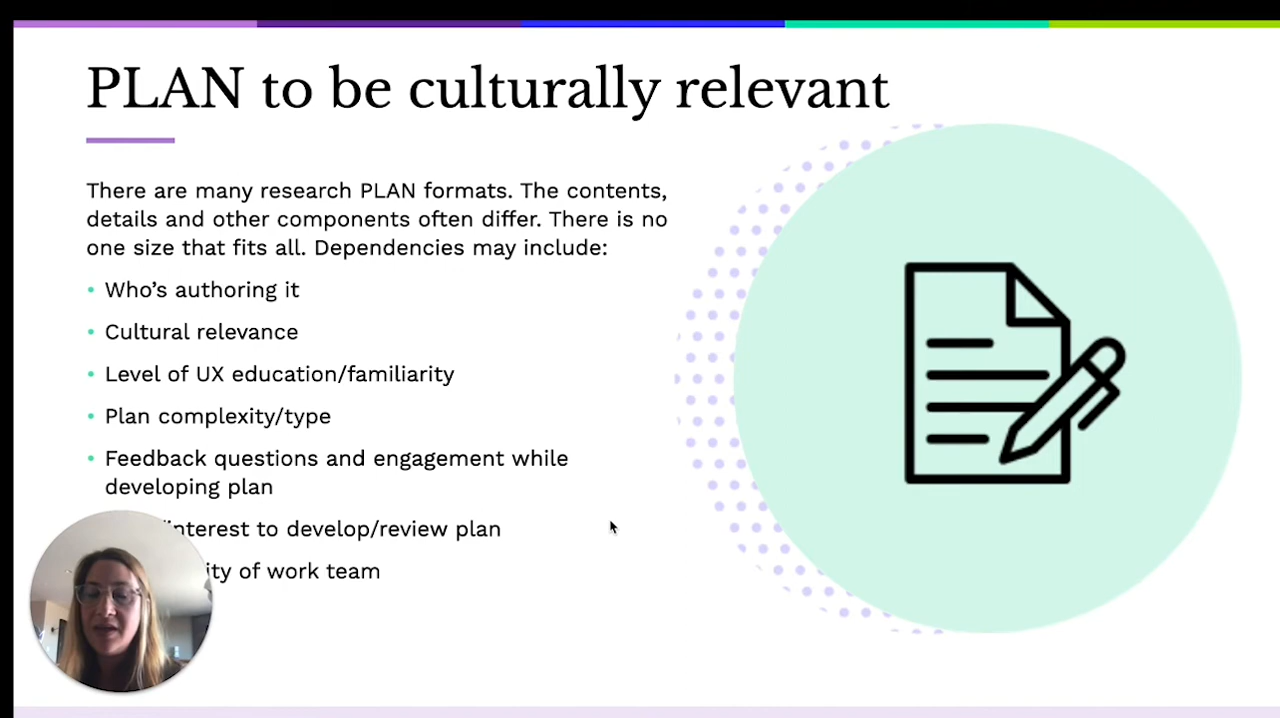 PLAN to be culturally relevant
There are many research PLAN formats. The contents,
details and other components often differ. There is no
one size that fits all. Dependencies may include:
• Who’s authoring it
• Cultural relevance
• Level of UX education/familiarity
• Plan complexity/type
• Feedback questions and engagement while
developing plan
to develop/review plan
of work team